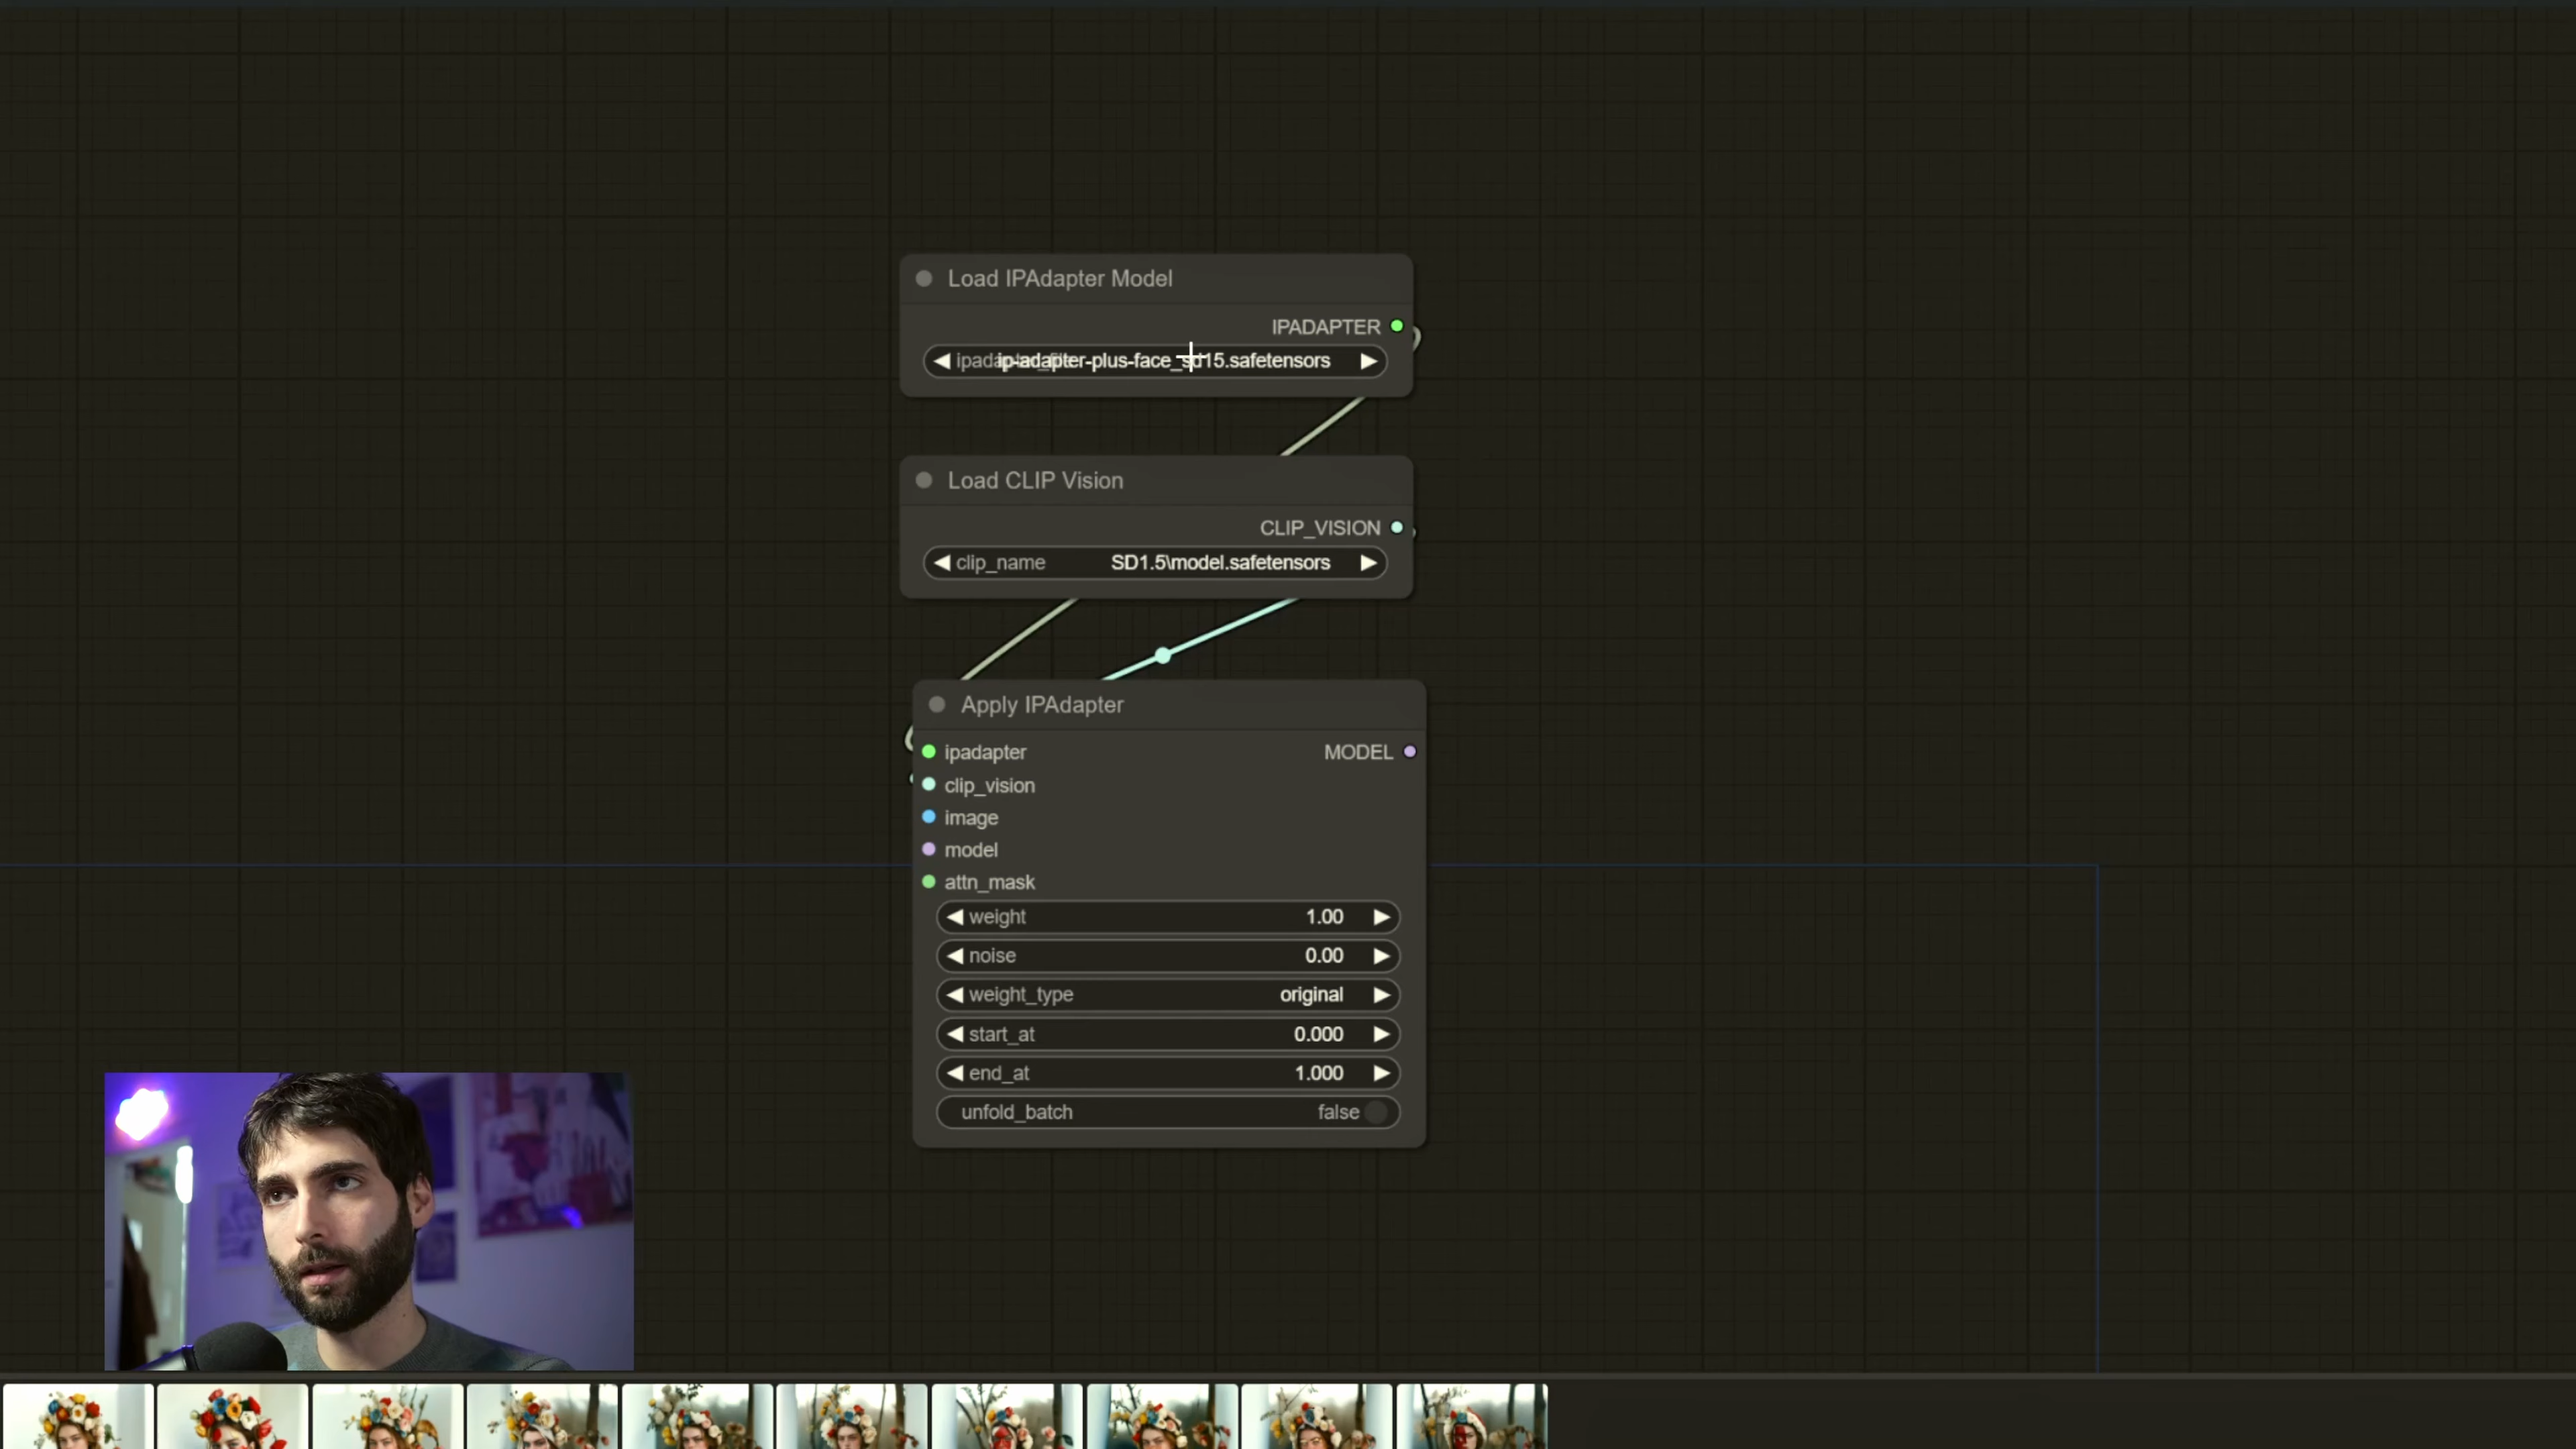 Load IPAdapter Model
IPADAPTER
ip-adapter-plus-face_sd15.safetensors
Load CLIP Vision
CLIP_VISION
clip_name SD1.5\model.safetensors
Apply IPAdapter
ipadapter MODEL
clip_vision
image
model
attn_mask
weight 1.00
noise 0.00
weight_type original
start_at 0.000
end_at 1.000
unfold_batch false